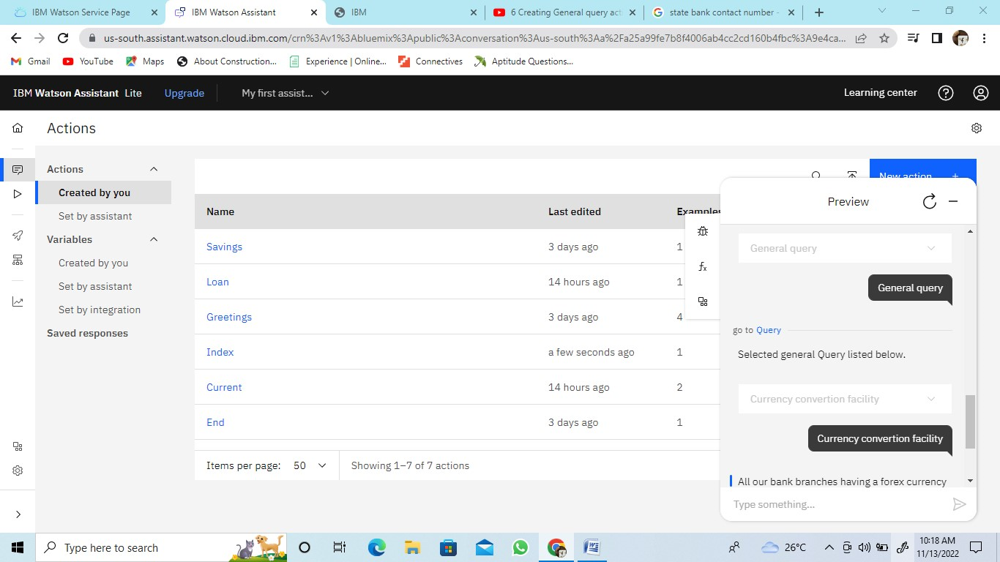 IBM Watson Service Page
IBM Watson Assistant
IBM
6 Creating General query act
state bank contact number -
us-south.assistant.watson.cloud.ibm.com/crn%3Av1%3Abluemix%3Apublic%3Aconversation%3Aus-south%3Aa%2Fa25a99fe7b8f4006ab4cc2cd160b4fbc%3A9e4ca...
Gmail
YouTube
Maps
About Construction...
Experience | Online...
Connectives
Aptitude Questions...
IBM Watson Assistant Lite
Upgrade
My first assist...
Learning center
Actions
Actions
Created by you
Set by assistant
Variables
Created by you
Set by assistant
Set by integration
Saved responses
New action +
Name Last edited Examples
Savings 3 days ago 1
Loan 14 hours ago 1
Greetings 3 days ago 4
Index a few seconds ago 1
Current 14 hours ago 2
End 3 days ago 1
Items per page: 50 Showing 1–7 of 7 actions
Preview
General query
General query
go to Query
Selected general Query listed below.
Currency convertion facility
Currency convertion facility
All our bank branches having a forex currency
Type something...
Type here to search
26°C
10:18 AM
11/13/2022